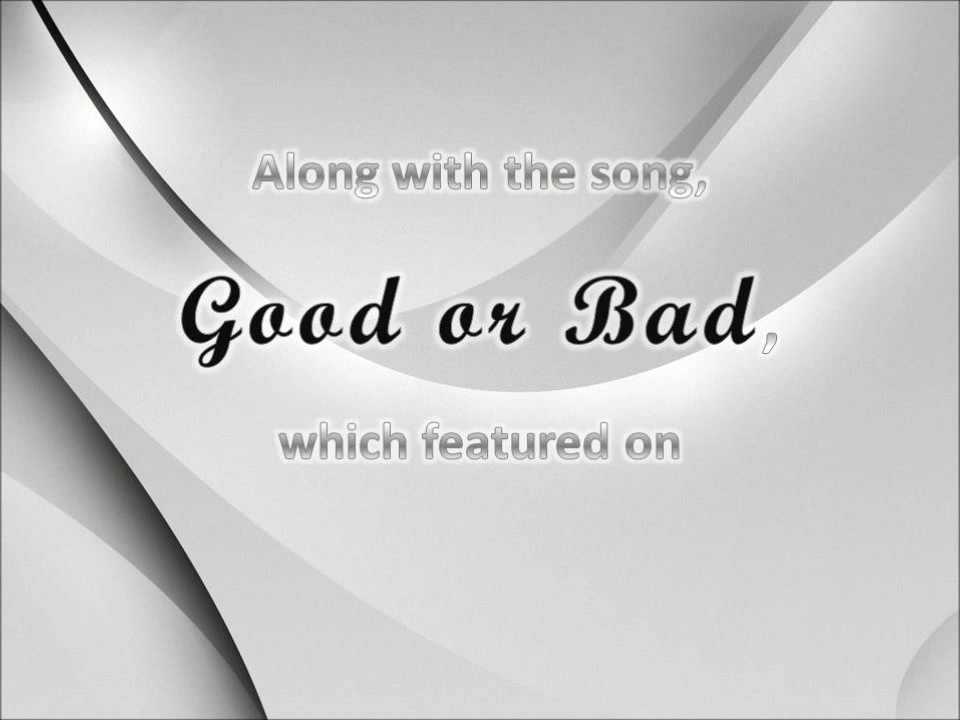 Along with the song,
Good or Bad,
which featured on